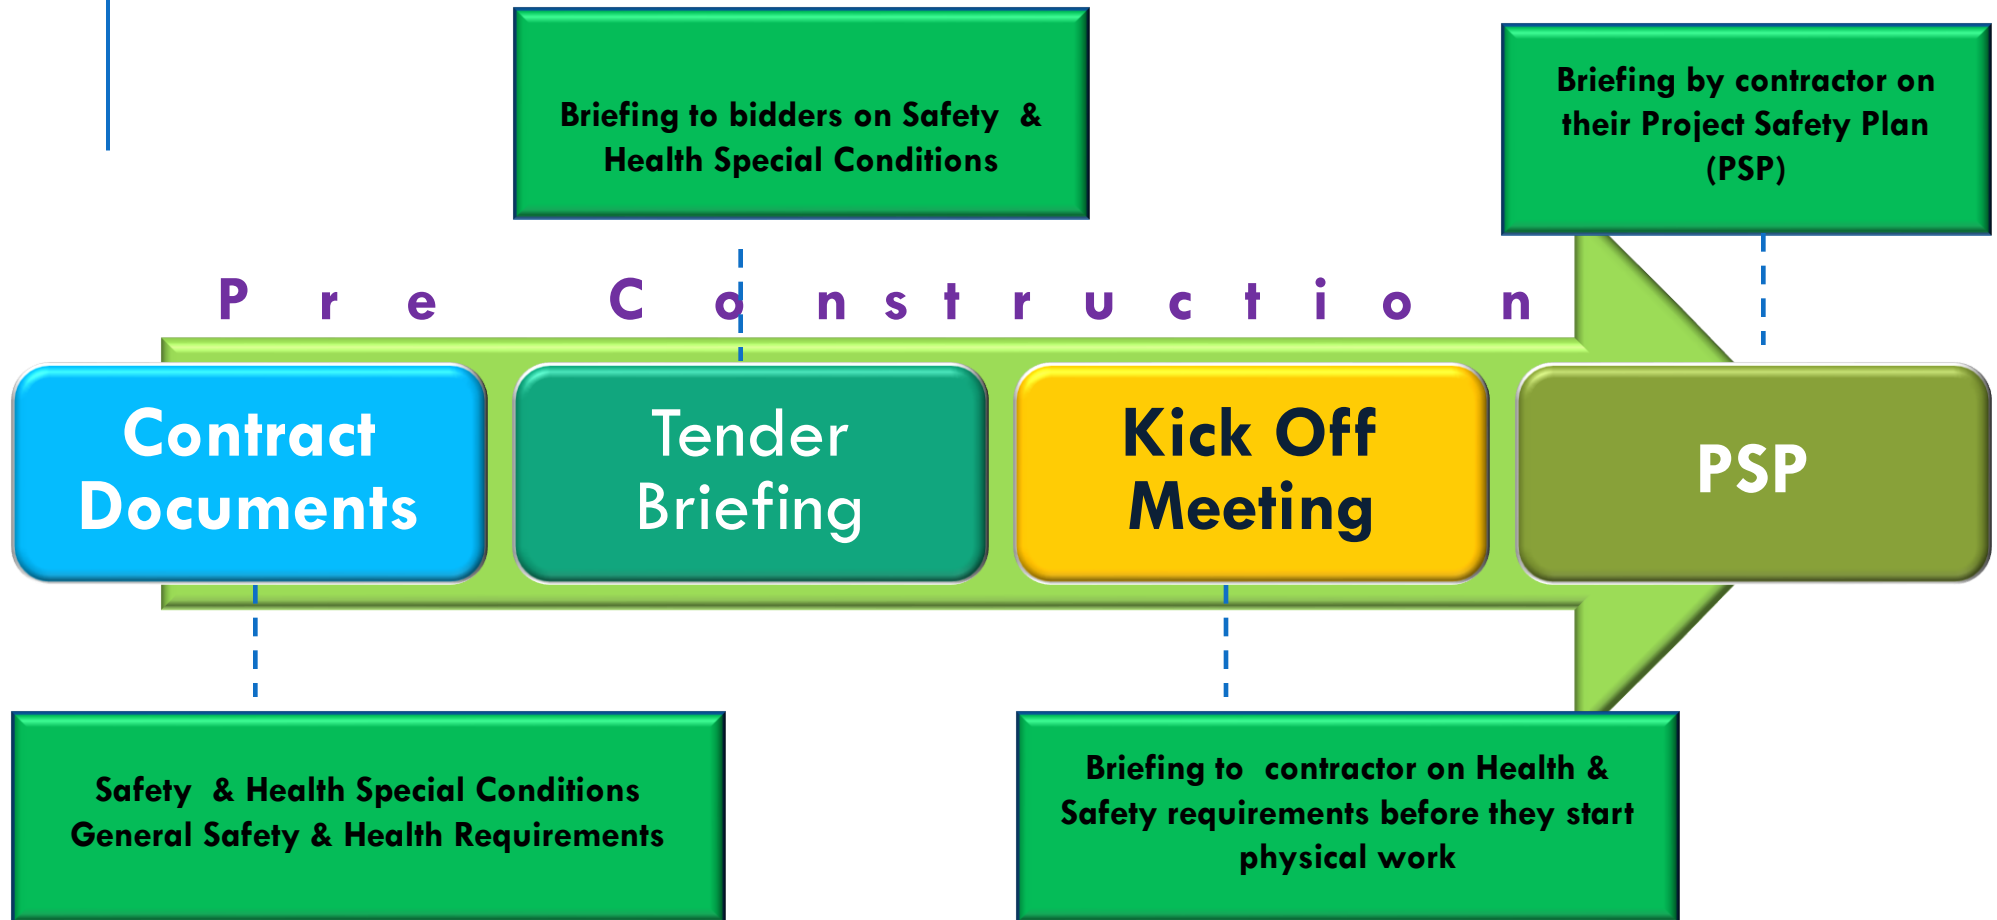 Briefing to bidders on Safety & Health Special Conditions
Briefing by contractor on
their Project Safety Plan
(PSP)
Pre Construction
Contract
Documents
Tender
Briefing
Kick Off
Meeting
PSP
Safety & Health Special Conditions
General Safety & Health Requirements
Briefing to contractor on Health &
Safety requirements before they start
physical work